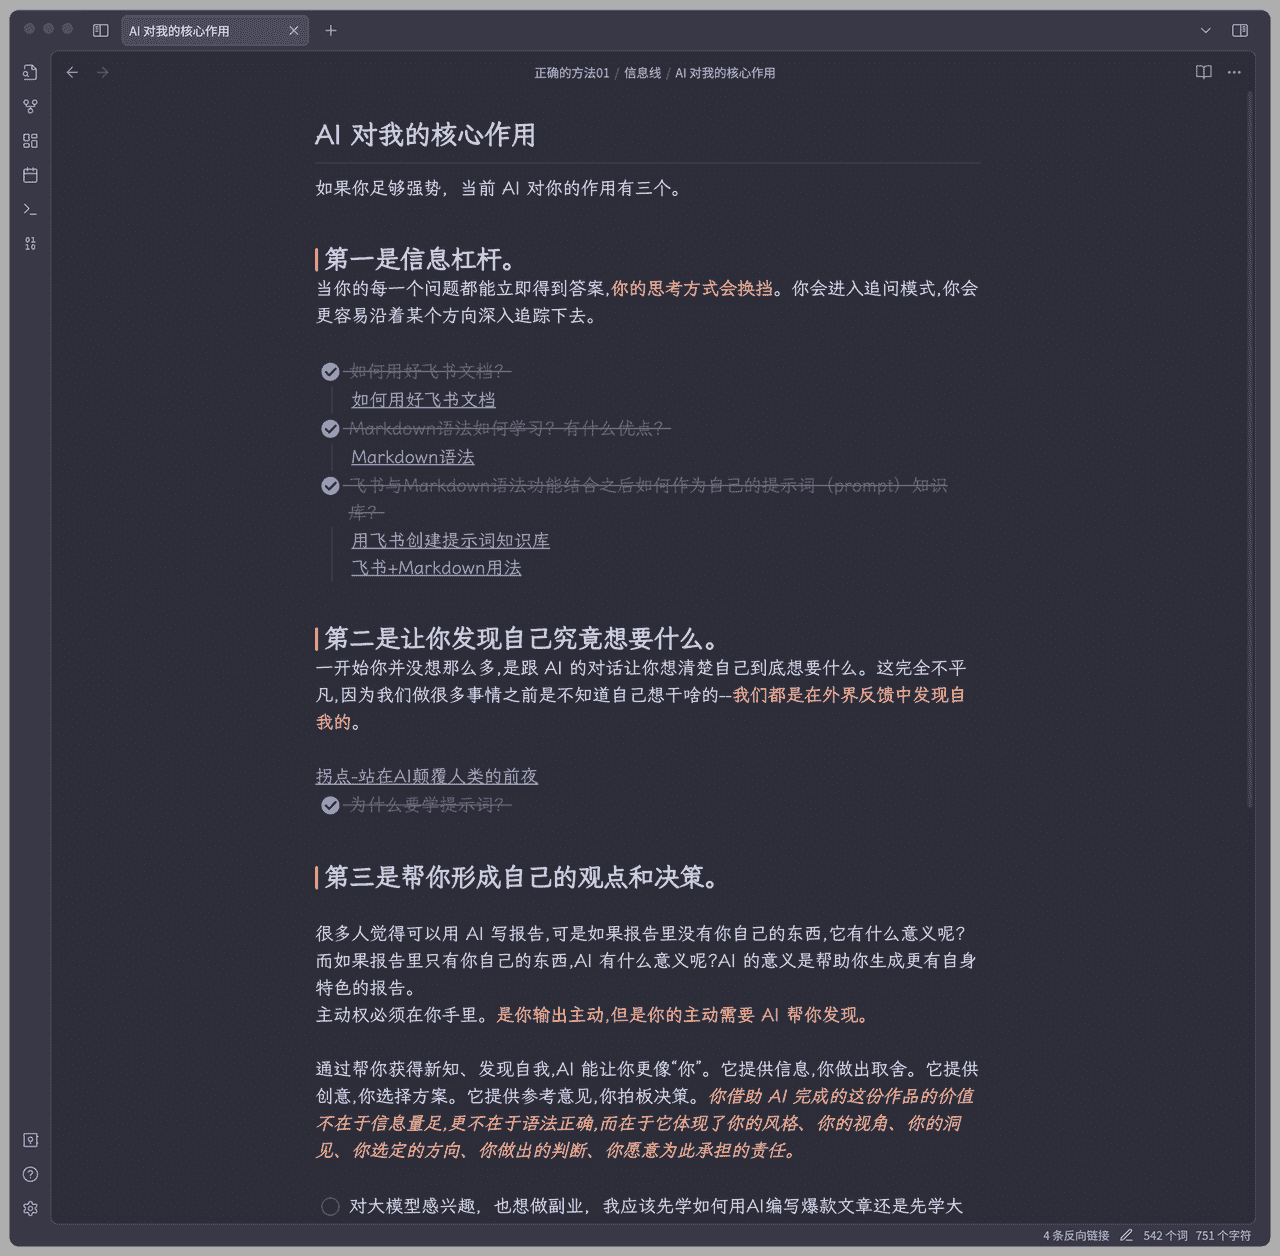 AI 对我的核心作用
正确的方法01 / 信息线 / AI 对我的核心作用
AI 对我的核心作用
如果你足够强势，当前 AI 对你的作用有三个。
第一是信息杠杆。
当你的每一个问题都能立即得到答案,你的思考方式会换挡。你会进入追问模式,你会
更容易沿着某个方向深入追踪下去。
如何用好飞书文档?
如何用好飞书文档
Markdown语法如何学习？有什么优点?
Markdown语法
飞书与Markdown语法功能结合之后如何作为自己的提示词（prompt）知识
库?
用飞书创建提示词知识库
飞书+Markdown用法
第二是让你发现自己究竟想要什么。
一开始你并没想那么多,是跟 AI 的对话让你想清楚自己到底想要什么。这完全不平
凡,因为我们做很多事情之前是不知道自己想干啥的--我们都是在外界反馈中发现自
我的。
拐点-站在AI颠覆人类的前夜
为什么要学提示词?
第三是帮你形成自己的观点和决策。
很多人觉得可以用 AI 写报告,可是如果报告里没有你自己的东西,它有什么意义呢?
而如果报告里只有你自己的东西,AI 有什么意义呢?AI 的意义是帮助你生成更有自身
特色的报告。
主动权必须在你手里。是你输出主动,但是你的主动需要 AI 帮你发现。
通过帮你获得新知、发现自我,AI 能让你更像“你”。它提供信息,你做出取舍。它提供
创意,你选择方案。它提供参考意见,你拍板决策。你借助 AI 完成的这份作品的价值
不在于信息量足,更不在于语法正确,而在于它体现了你的风格、你的视角、你的洞
见、你选定的方向、你做出的判断、你愿意为此承担的责任。
对大模型感兴趣，也想做副业，我应该先学如何用AI编写爆款文章还是先学大
4 条反向链接 542 个词 751 个字符